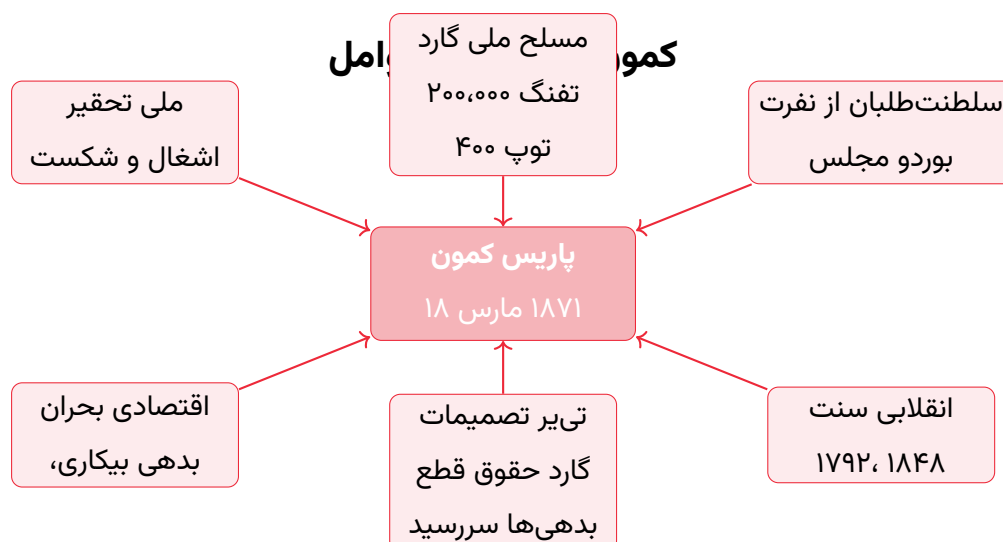 سلطنت‌طلبان از نفرت
بوردو مجلس
مسلح ملی گارد
تفنگ ۲۰۰،۰۰۰
توپ ۴۰۰
ملی تحقیر
اشغال و شکست
پاریس کمون
۱۸۷۱ مارس ۱۸
انقلابی سنت
۱۸۴۸ ،۱۷۹۲
تی‌یر تصمیمات
گارد حقوق قطع
بدهی‌ها سررسید
اقتصادی بحران
بدهی بیکاری،